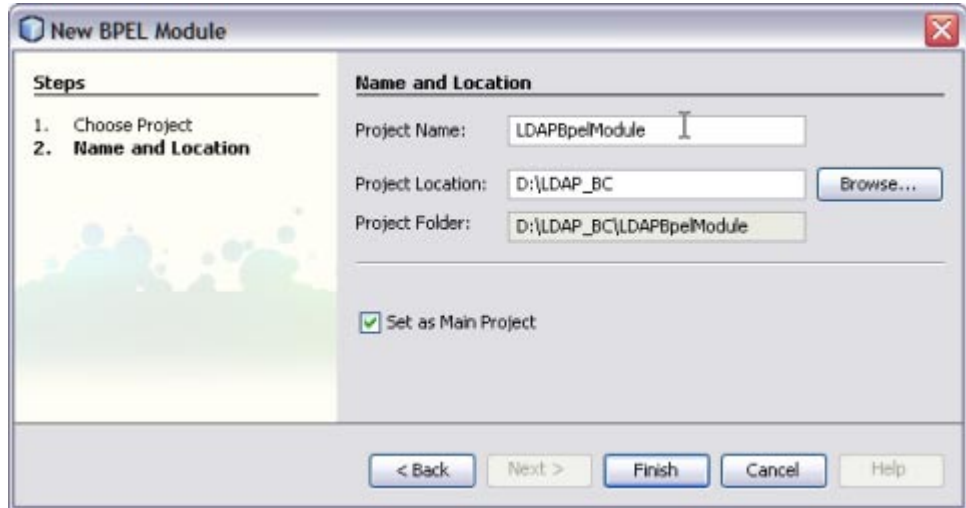 New BPEL Module
Steps
1. Choose Project
2. Name and Location
Name and Location
Project Name: LDAPBpelModule
Project Location: D:\LDAP_BC Browse...
Project Folder: D:\LDAP_BC\LDAPBpelModule
Set as Main Project
< Back Next > Finish Cancel Help